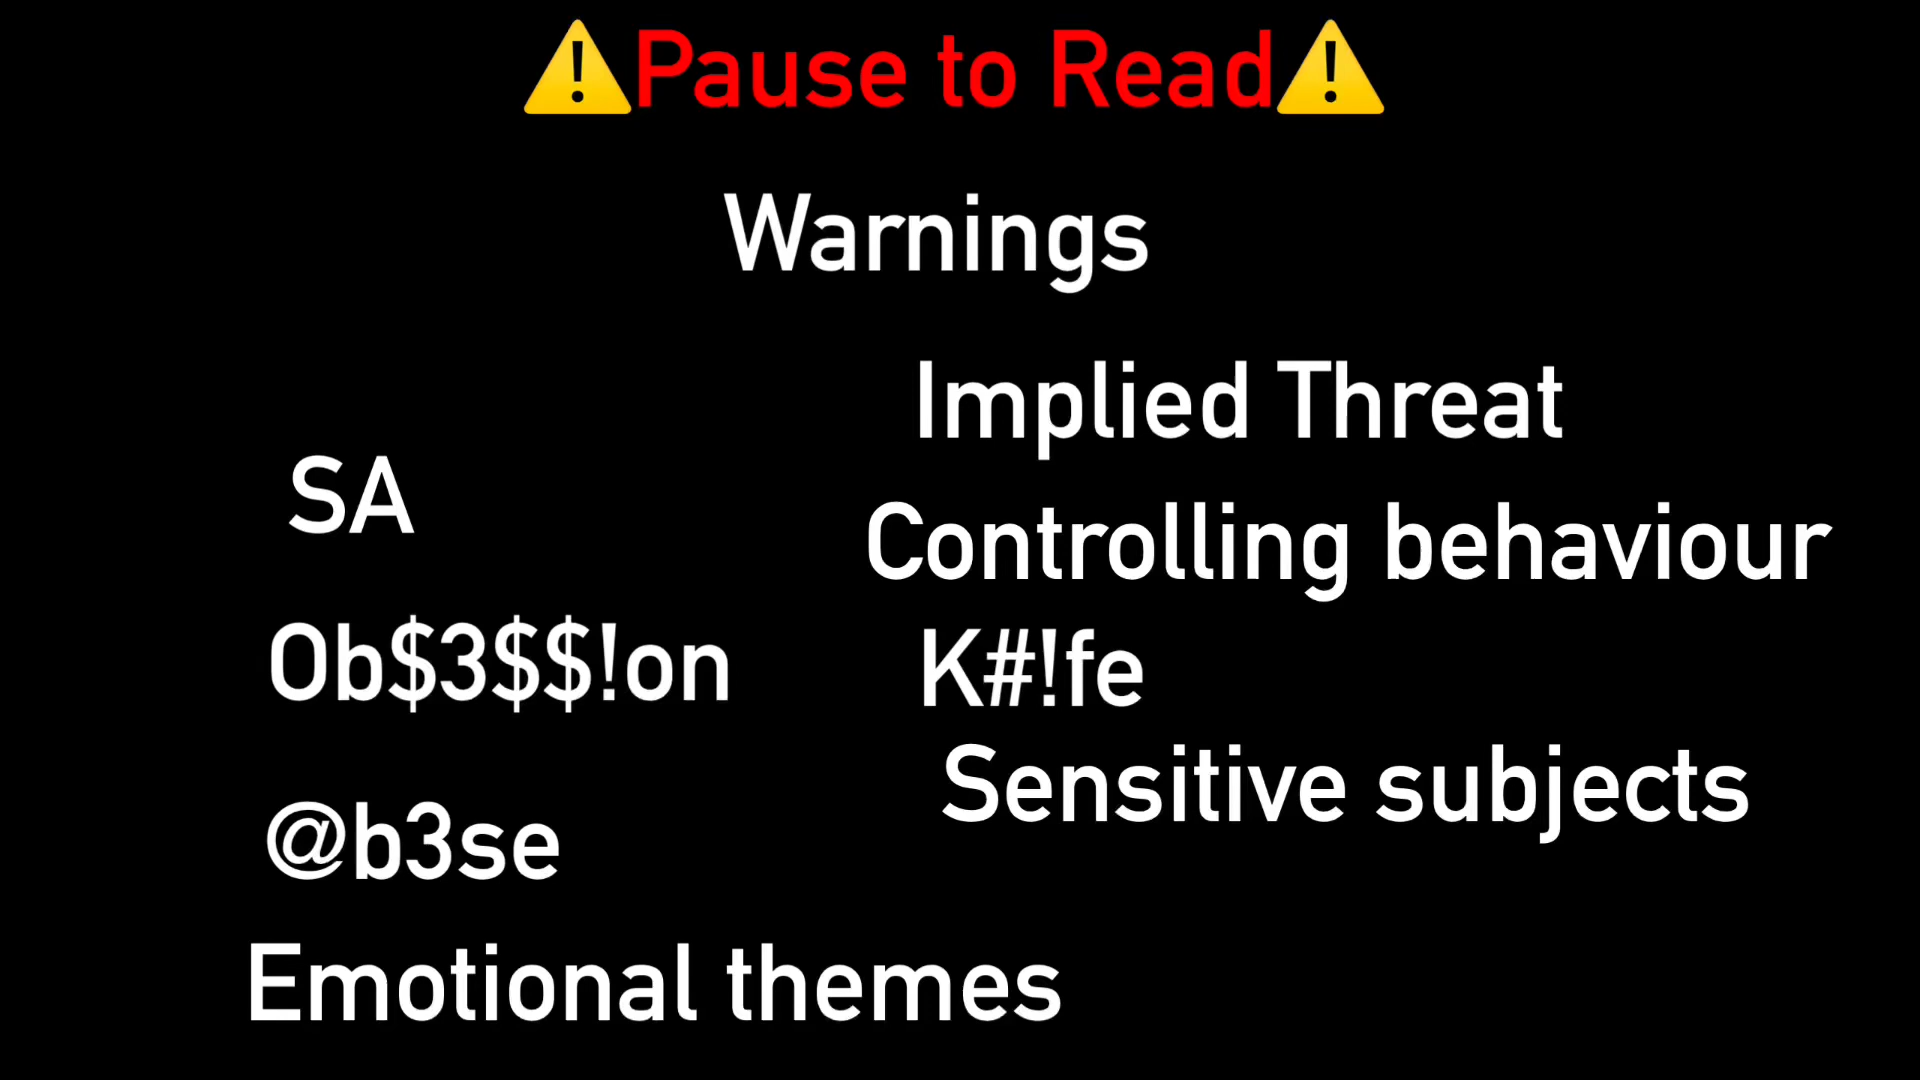 ⚠️Pause to Read⚠️
Warnings
SA
Ob$3$$!on
@b3se
Emotional themes
Implied Threat
Controlling behaviour
K#!fe
Sensitive subjects